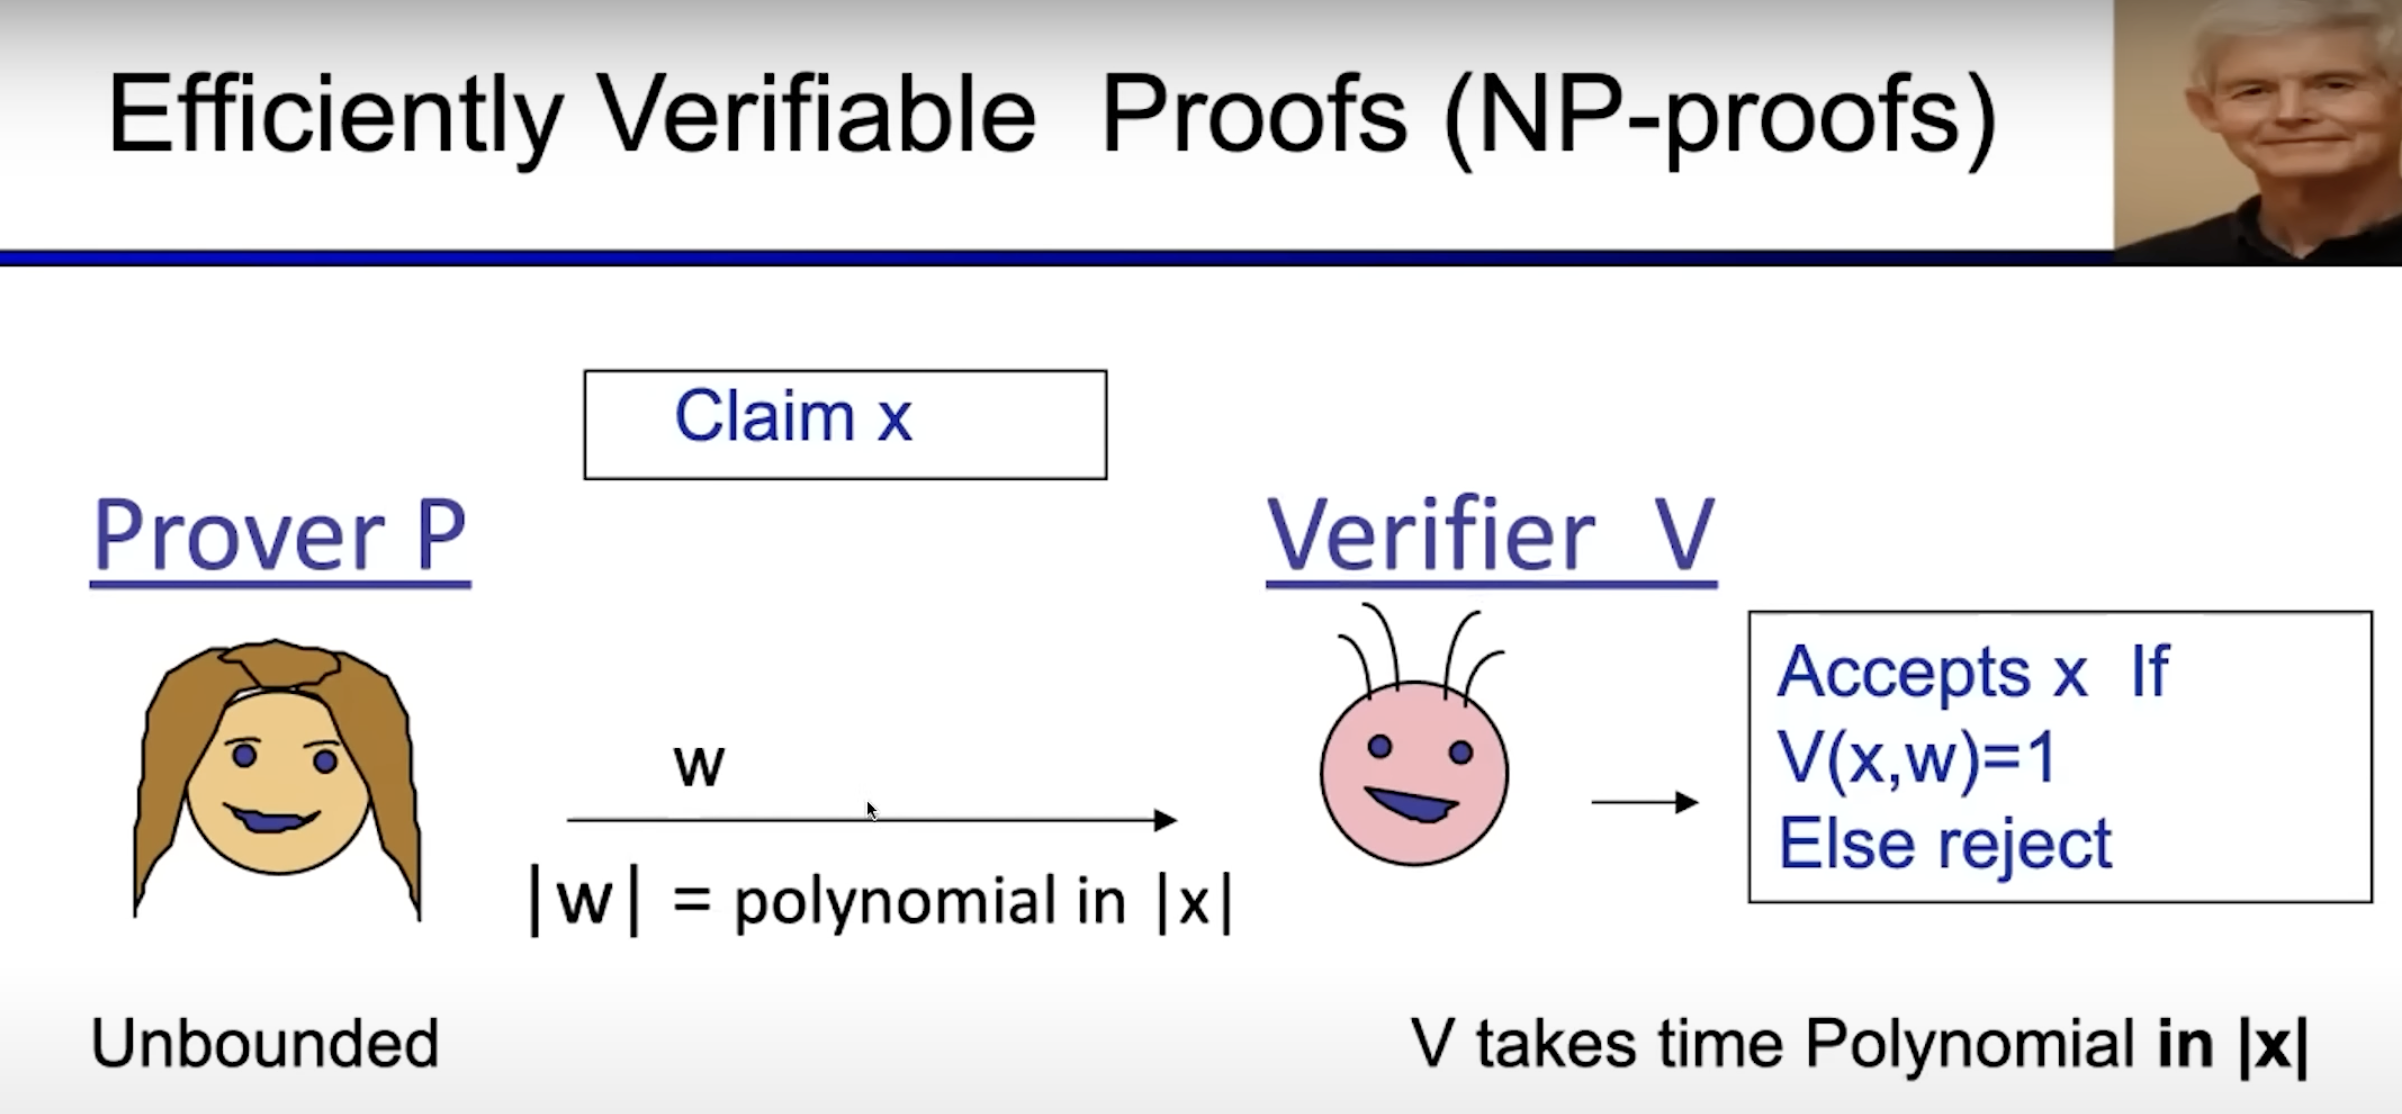 Efficiently Verifiable Proofs (NP-proofs)
Claim x
Prover P
Verifier V
w
|w| = polynomial in |x|
Accepts x If
V(x,w)=1
Else reject
Unbounded
V takes time Polynomial in |x|